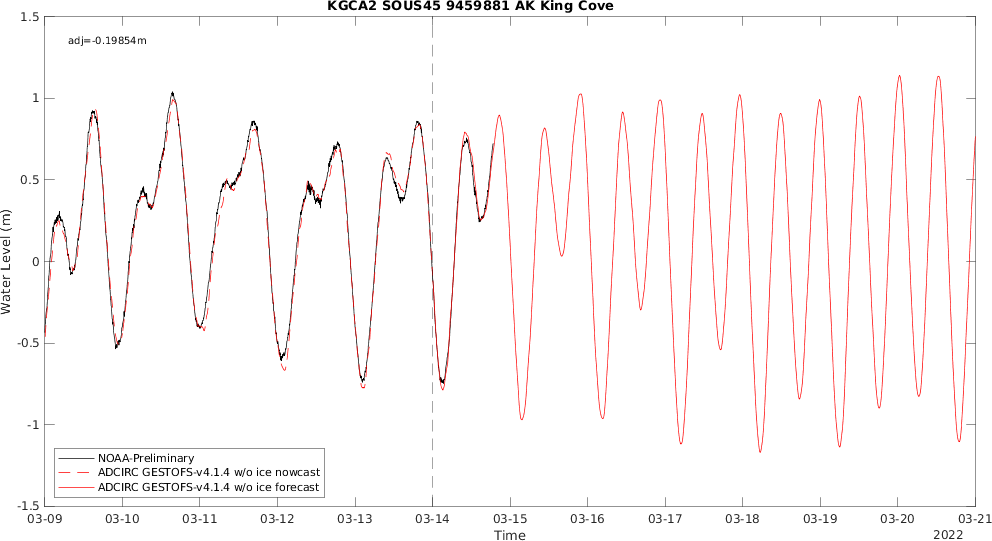 KGCA2 SOUS45 9459881 AK King Cove
adj=-0.19854m
1.5
1
0.5
0
-0.5
-1
-1.5
Water Level (m)
NOAA-Preliminary
ADCIRC GESTOFS-v4.1.4 w/o ice nowcast
ADCIRC GESTOFS-v4.1.4 w/o ice forecast
03-09 03-10 03-11 03-12 03-13 03-14 03-15 03-16 03-17 03-18 03-19 03-20 03-21
Time
2022